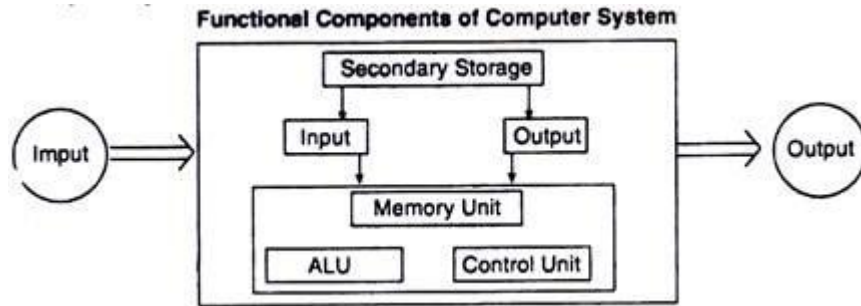 Functional Components of Computer System
Secondary Storage
Imput
Input
Output
Output
Memory Unit
ALU
Control Unit